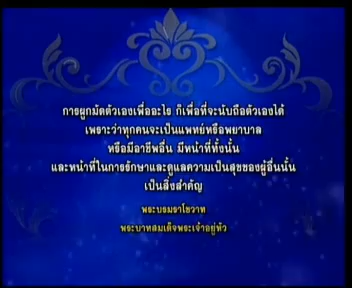 การผูกมัดตัวเองเพื่ออะไร ก็เพื่อที่จะนับถือตัวเองได้
เพราะว่าทุกคนจะเป็นแพทย์หรือพยาบาล
หรือมีอาชีพอื่น มีหน้าที่ทั้งนั้น
และหน้าที่ในการรักษาและดูแลความเป็นสุขของผู้อื่นนั้น
เป็นสิ่งสำคัญ
พระบรมราโชวาท
พระบาทสมเด็จพระเจ้าอยู่หัว